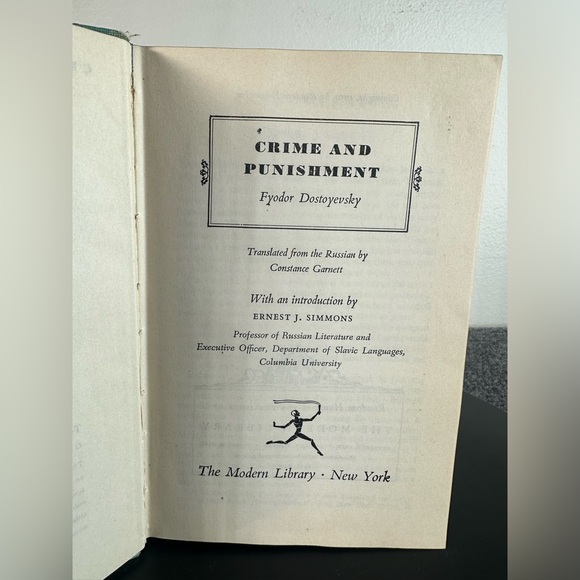 CRIME AND
PUNISHMENT
Fyodor Dostoyevsky
Translated from the Russian by
Constance Garnett
With an introduction by
ERNEST J. SIMMONS
Professor of Russian Literature and
Executive Officer, Department of Slavic Languages,
Columbia University
The Modern Library · New York